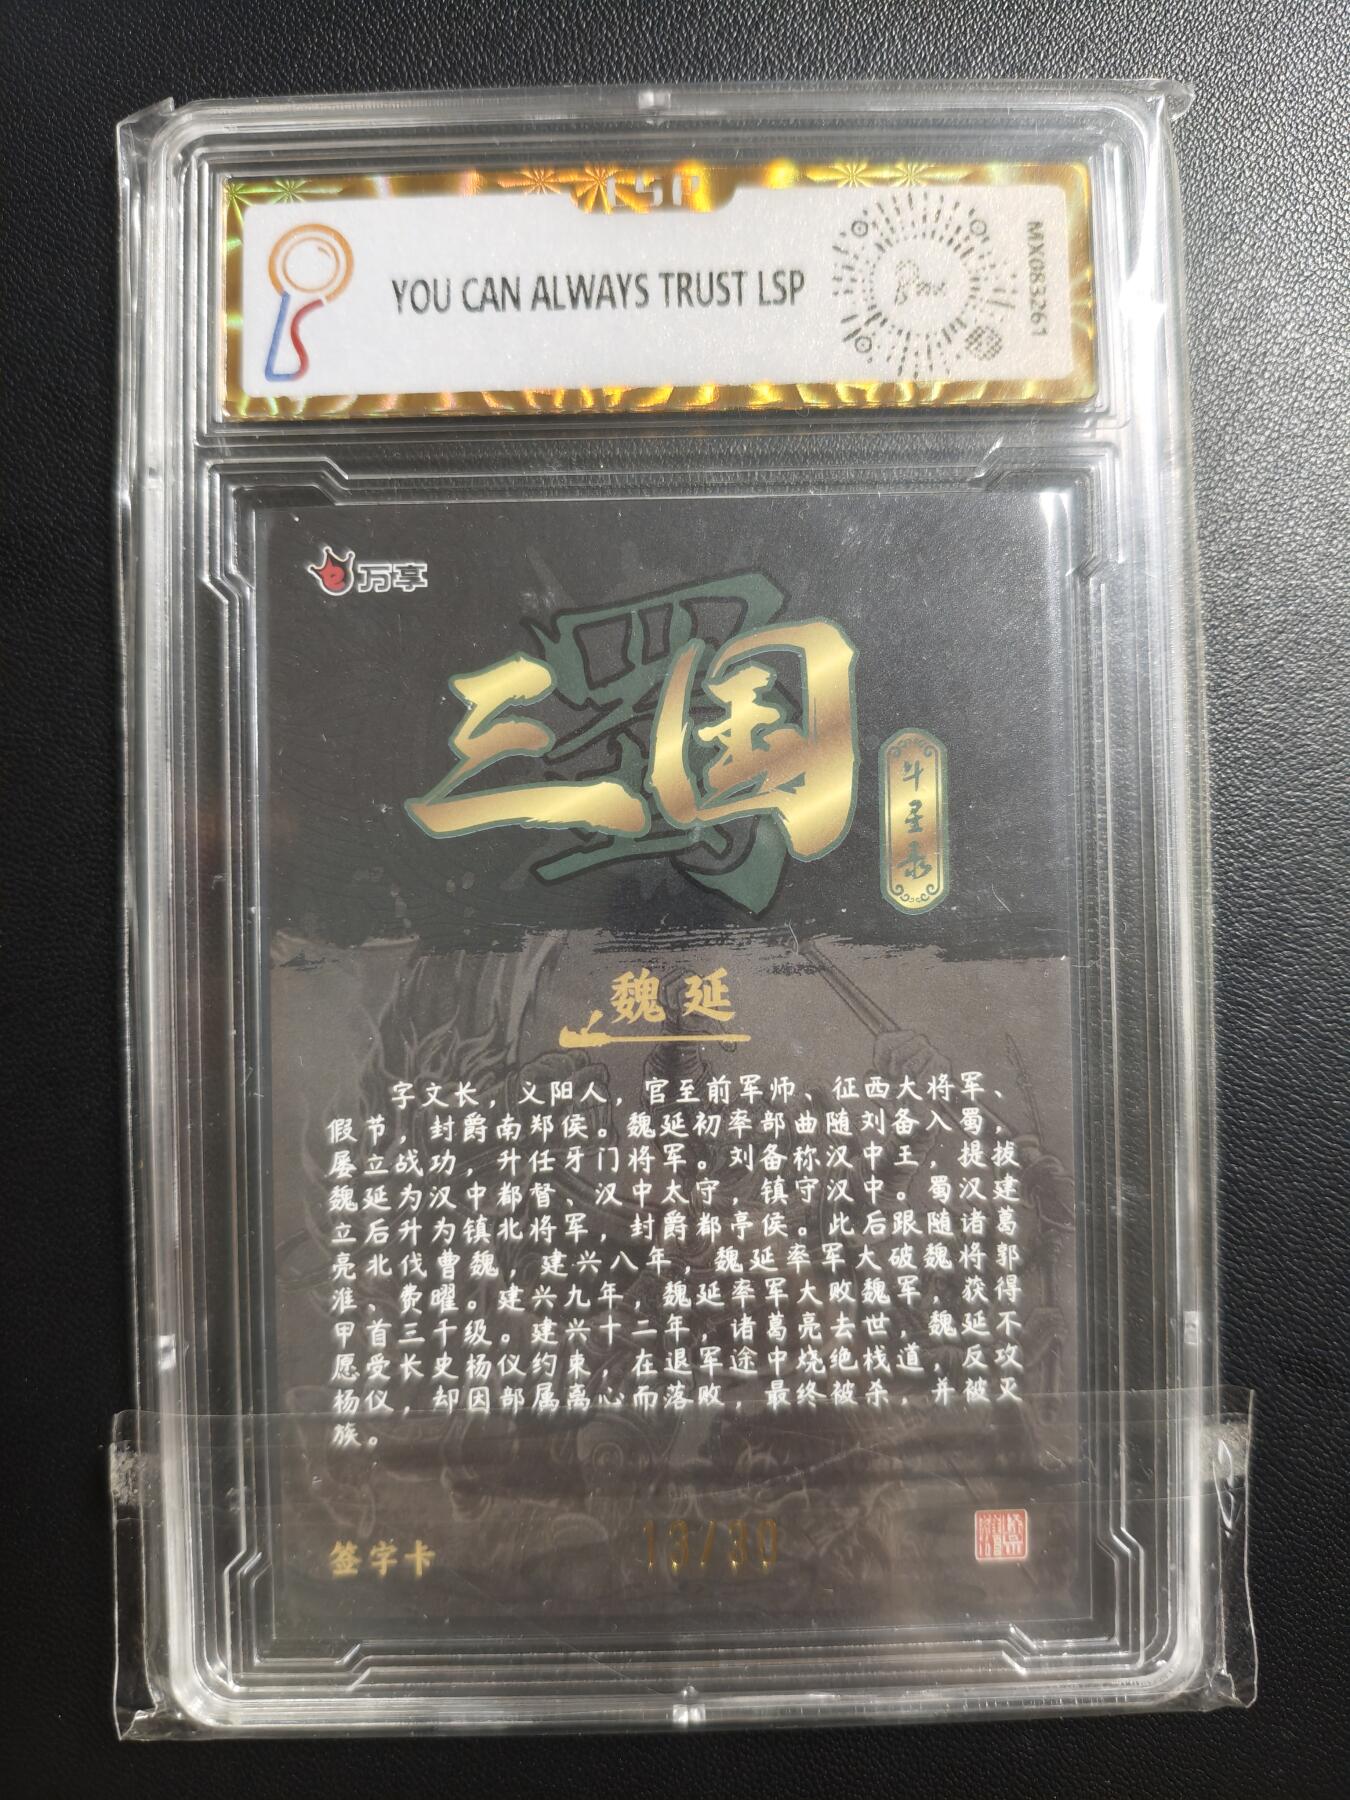 LSP
YOU CAN ALWAYS TRUST LSP
MX083261
万享
蜀
三国
斗星录
魏延
字文长，义阳人，官至前军师、征西大将军、
假节，封爵南郑侯。魏延初率部曲随刘备入蜀，
屡立战功，升任牙门将军。刘备称汉中王，提拔
魏延为汉中都督、汉中太守，镇守汉中。蜀汉建
立后升为镇北将军，封爵都亭侯。此后跟随诸葛
亮北伐曹魏，建兴八年，魏延率军大破魏将郭
淮、费曜。建兴九年，魏延率军大败魏军，获得
甲首三千级。建兴十二年，诸葛亮去世，魏延不
愿受长史杨仪约束，在退军途中烧绝栈道，反攻
杨仪，却因部属离心而落败，最终被杀，并被灭
族。
签字卡
13/30